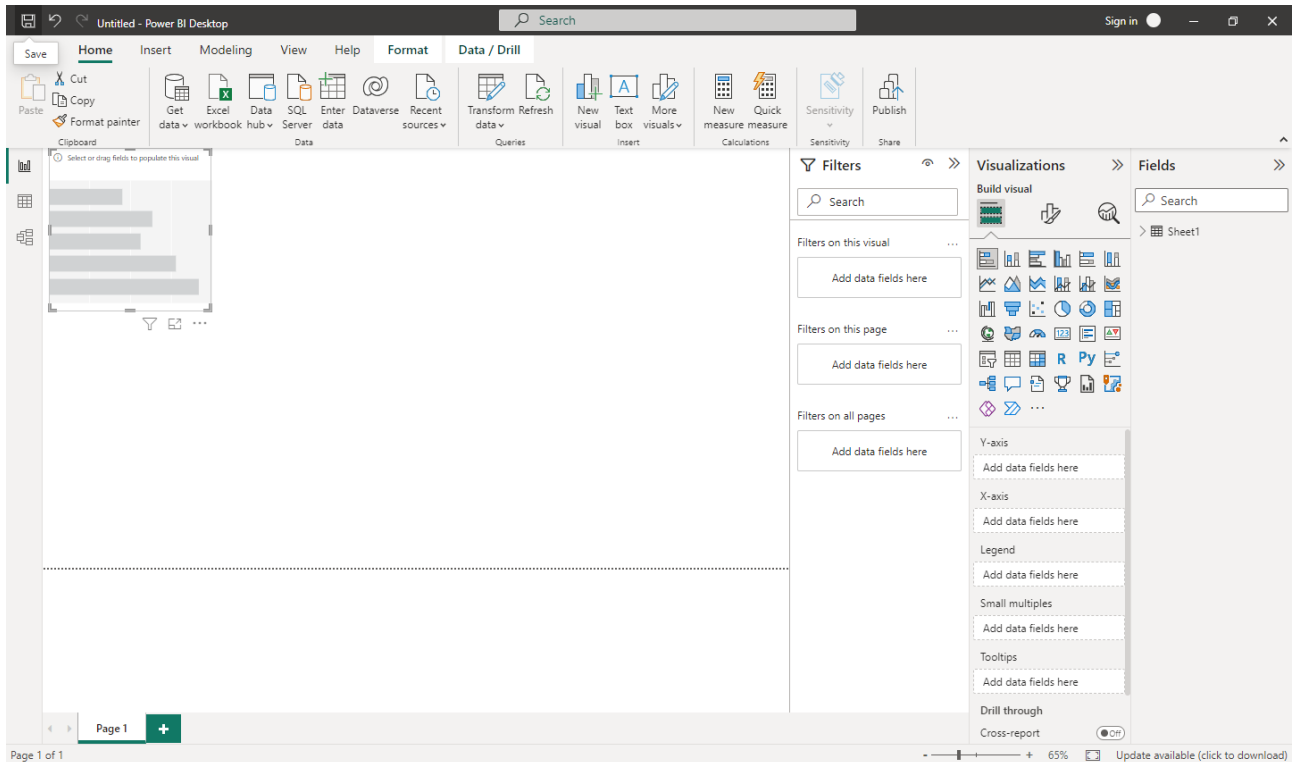 Untitled - Power BI Desktop
Search
Sign in
Save
Home Insert Modeling View Help Format Data / Drill
Paste
Cut
Copy
Format painter
Clipboard
Get data
Excel workbook
Data hub
SQL Server
Enter data
Dataverse
Recent sources
Data
Transform data
Refresh
Queries
New visual
Text box
More visuals
Insert
New measure
Quick measure
Calculations
Sensitivity
Sensitivity
Publish
Share
Select or drag fields to populate this visual
Filters
Search
Filters on this visual
Add data fields here
Filters on this page
Add data fields here
Filters on all pages
Add data fields here
Visualizations
Build visual
123
R
Py
Y-axis
Add data fields here
X-axis
Add data fields here
Legend
Add data fields here
Small multiples
Add data fields here
Tooltips
Add data fields here
Drill through
Cross-report
Off
Fields
Search
Sheet1
Page 1
Page 1 of 1
65%
Update available (click to download)